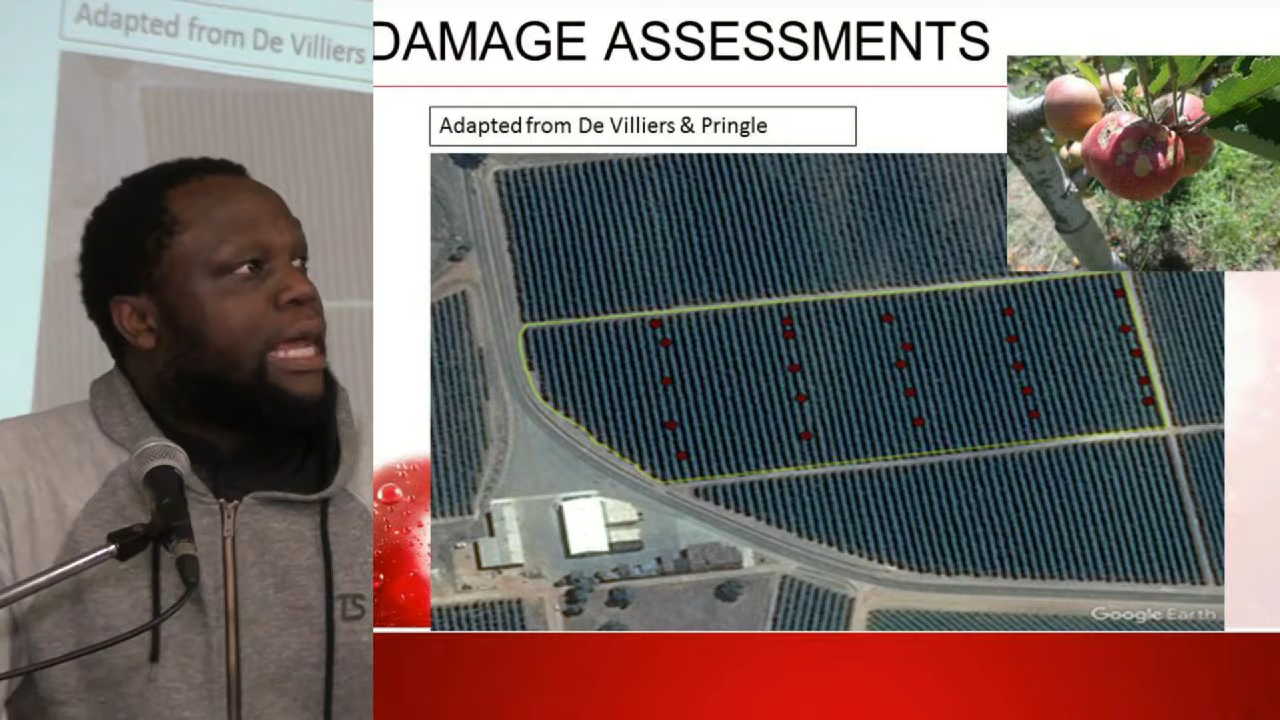 Adapted from De Villiers
DAMAGE ASSESSMENTS
Adapted from De Villiers & Pringle
Google Earth
TS